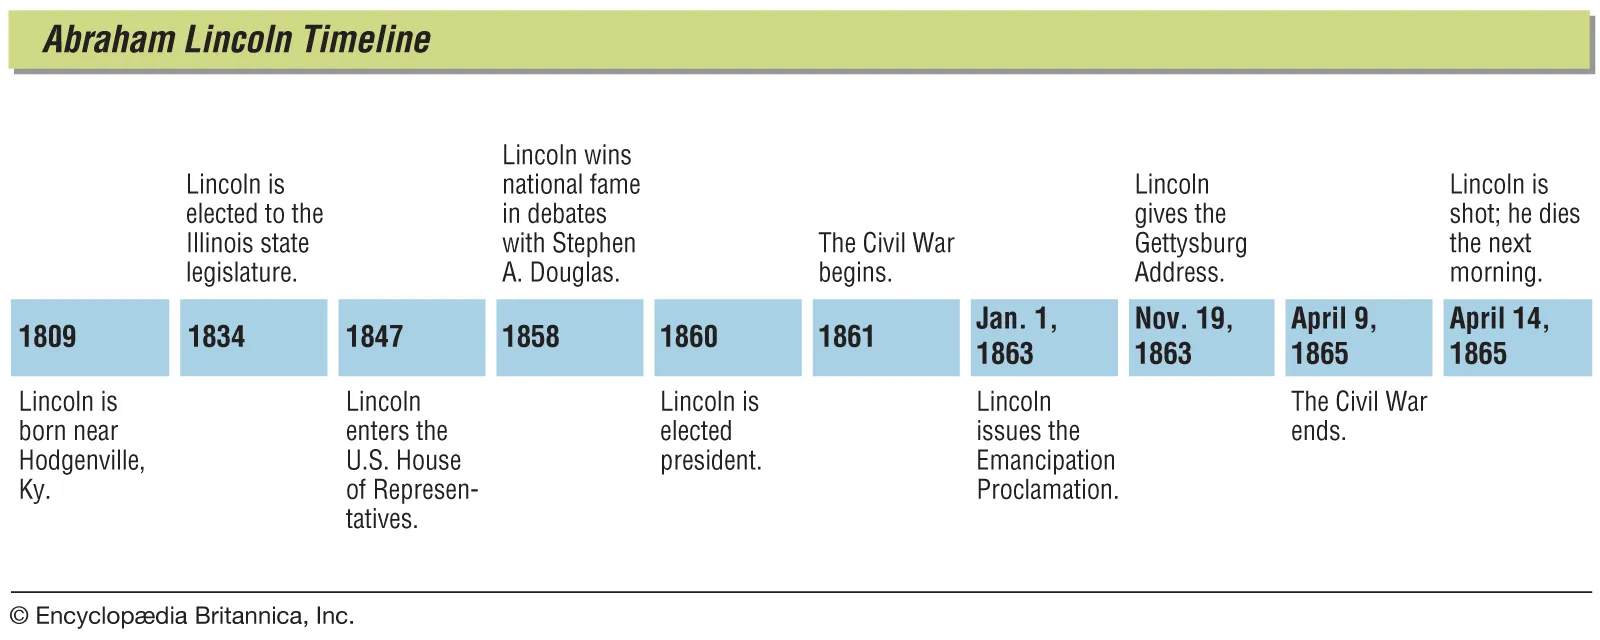 Abraham Lincoln Timeline
1809
Lincoln is
born near
Hodgenville,
Ky.
Lincoln is
elected to the
Illinois state
legislature.
1834
1847
Lincoln
enters the
U.S. House
of Represen-
tatives.
Lincoln wins
national fame
in debates
with Stephen
A. Douglas.
1858
1860
Lincoln is
elected
president.
The Civil War
begins.
1861
Jan. 1,
1863
Lincoln
issues the
Emancipation
Proclamation.
Lincoln
gives the
Gettysburg
Address.
Nov. 19,
1863
April 9,
1865
The Civil War
ends.
Lincoln is
shot; he dies
the next
morning.
April 14,
1865
© Encyclopædia Britannica, Inc.